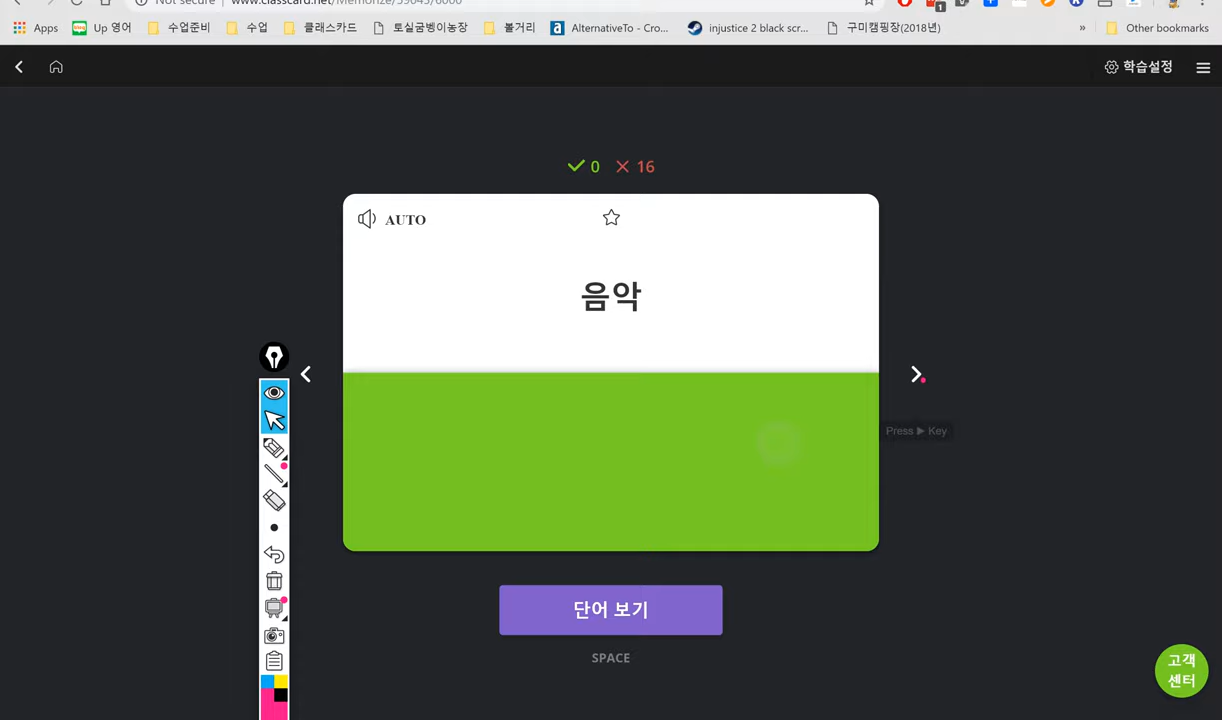 Not secure www.classcard.net/Memorize/
Apps Up 영어 수업준비 수업 클래스카드 토실굼벵이농장 볼거리 AlternativeTo - Cro... injustice 2 black scr... 구미캠핑장(2018년) » Other bookmarks
학습설정
0 16
AUTO
음악
Press ▶ Key
단어 보기
SPACE
고객
센터